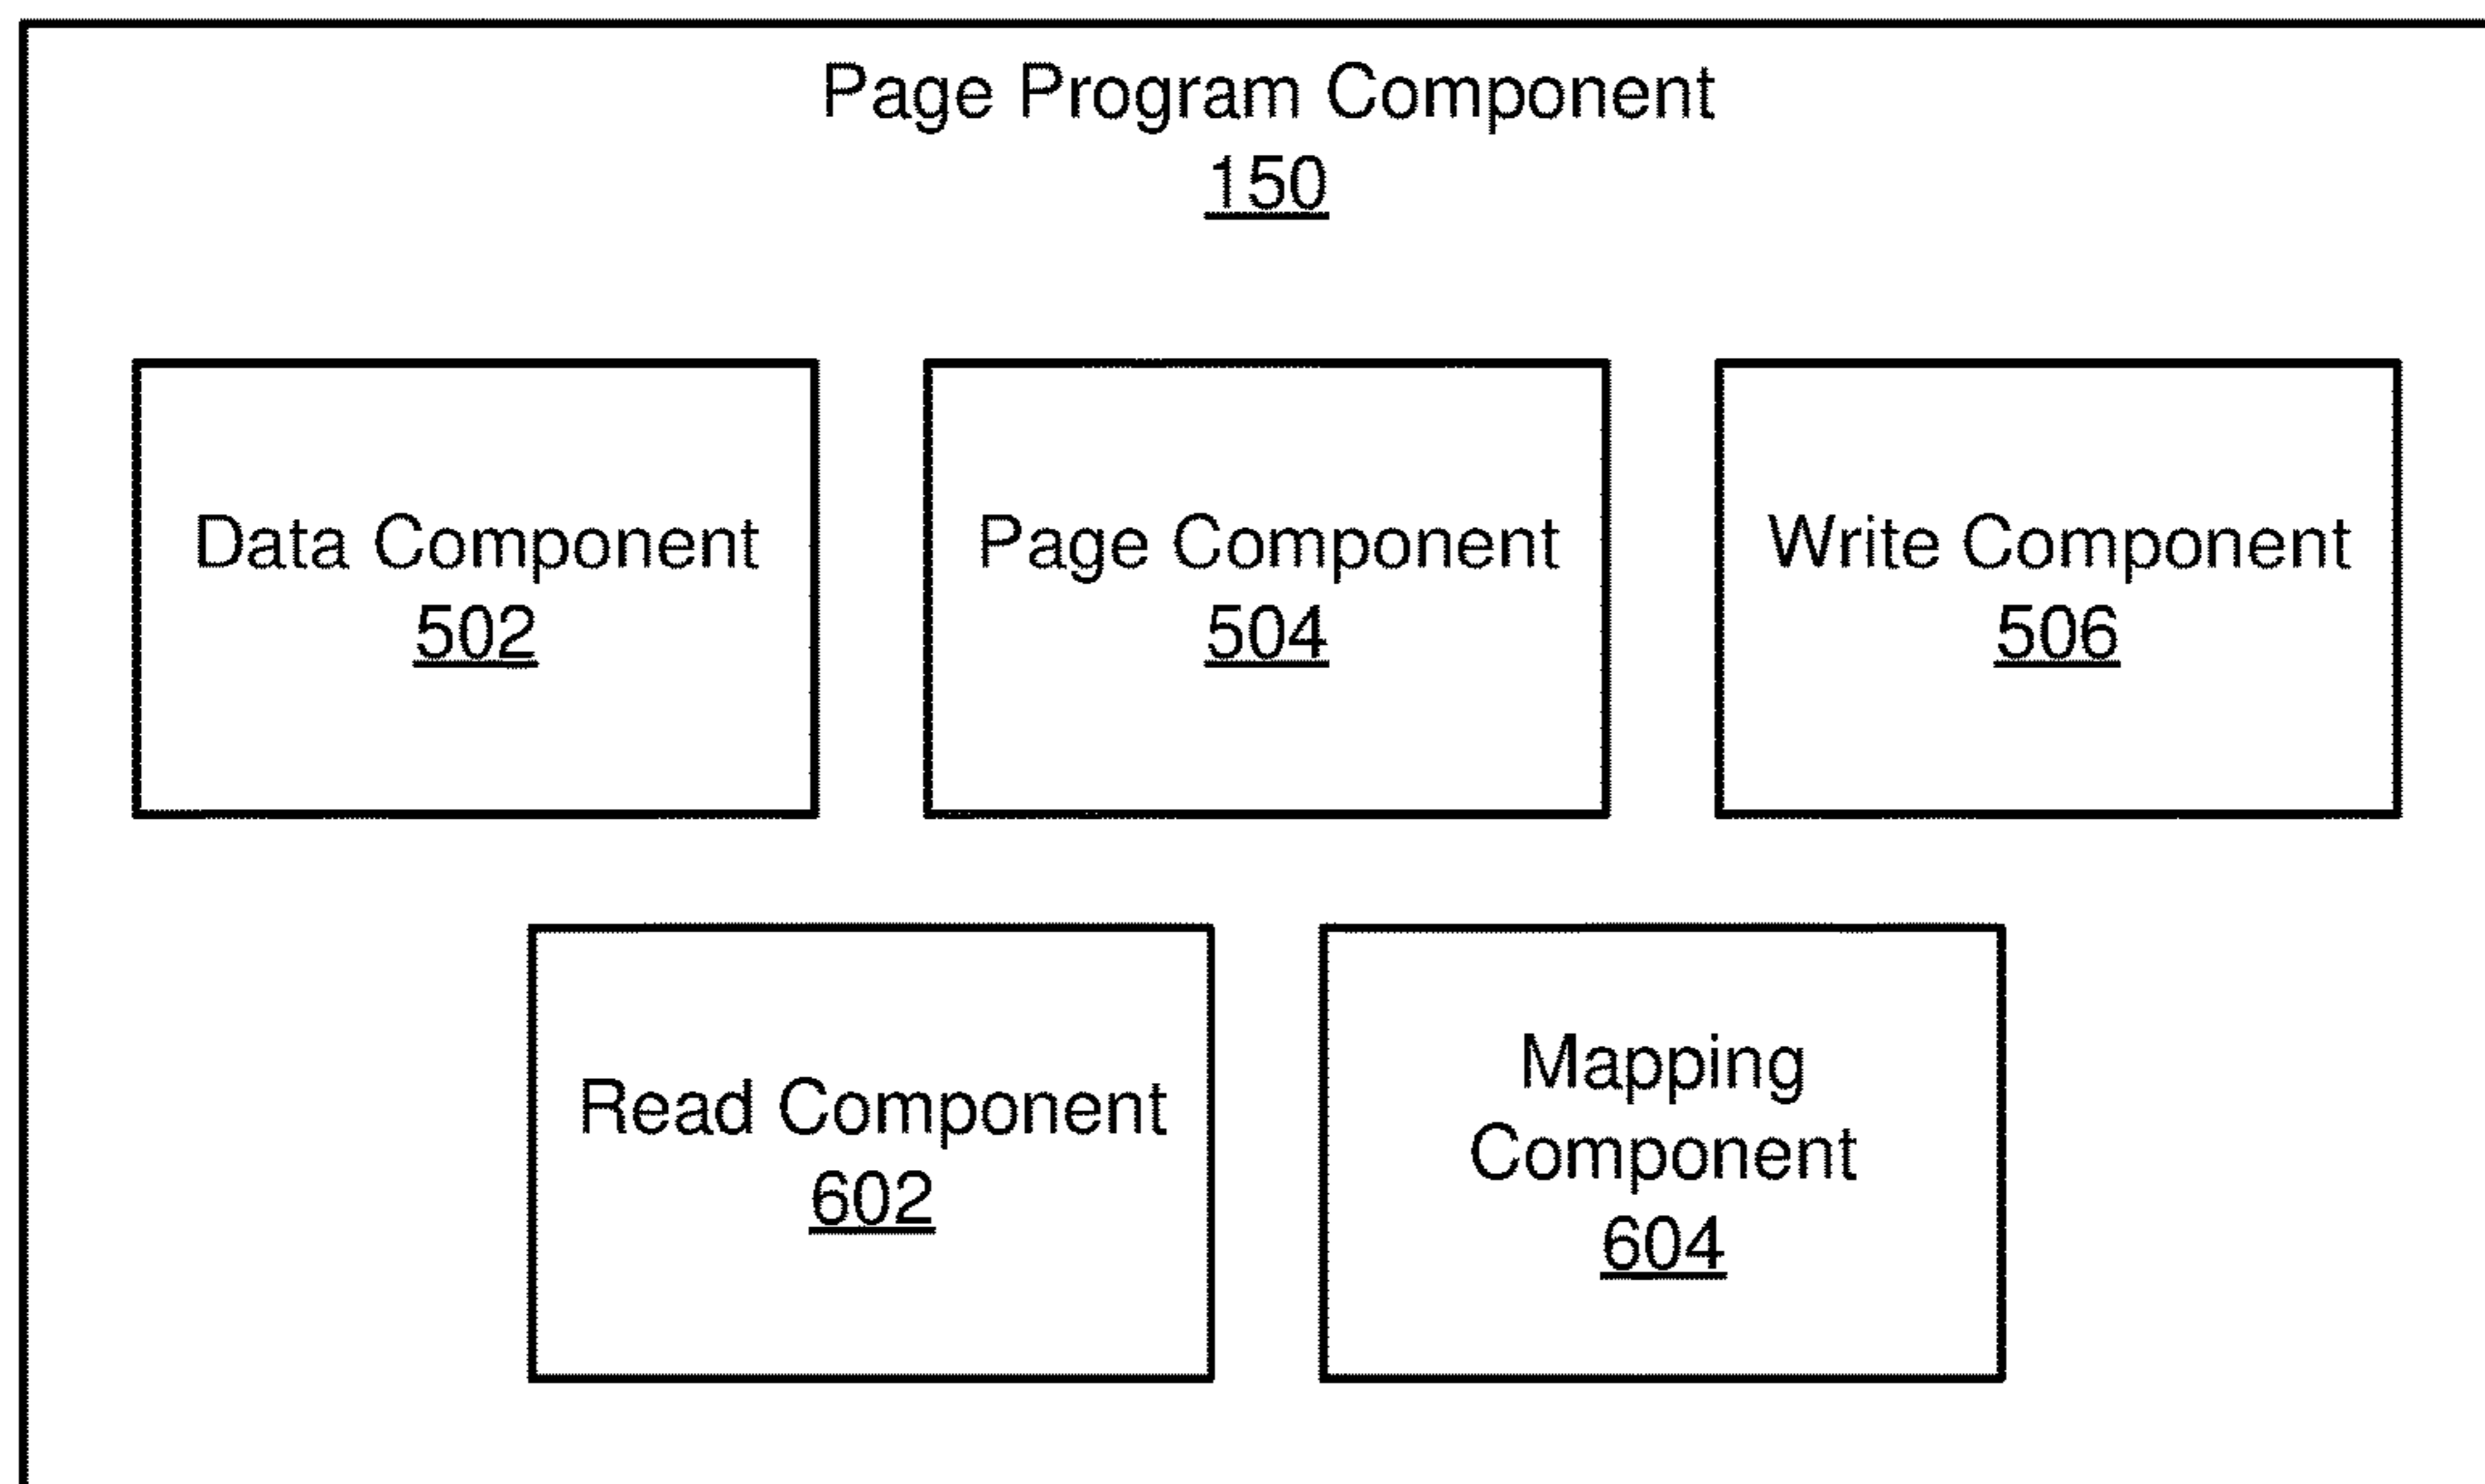 Page Program Component
150
Data Component
502
Page Component
504
Write Component
506
Read Component
602
Mapping
Component
604